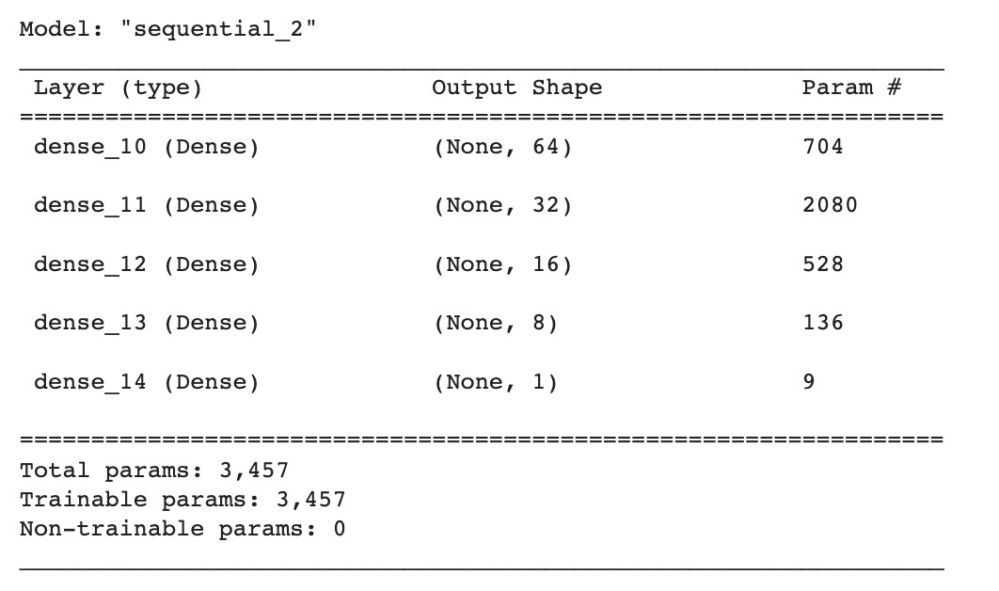 Model: "sequential_2"
Layer (type) Output Shape Param #
dense_10 (Dense) (None, 64) 704
dense_11 (Dense) (None, 32) 2080
dense_12 (Dense) (None, 16) 528
dense_13 (Dense) (None, 8) 136
dense_14 (Dense) (None, 1) 9
Total params: 3,457
Trainable params: 3,457
Non-trainable params: 0